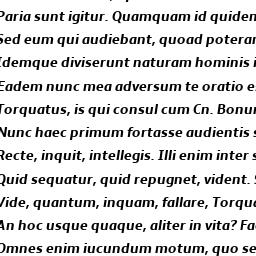 Paria sunt igitur. Quamquam id quiden
Sed eum qui audiebant, quoad poterar
Idemque diviserunt naturam hominis i
Eadem nunc mea adversum te oratio e
Torquatus, is qui consul cum Cn. Bonur
Nunc haec primum fortasse audientis s
Recte, inquit, intellegis. Illi enim inter s
Quid sequatur, quid repugnet, vident.
Vide, quantum, inquam, fallare, Torqua
An hoc usque quaque, aliter in vita? Fac
Omnes enim iucundum motum, quo se